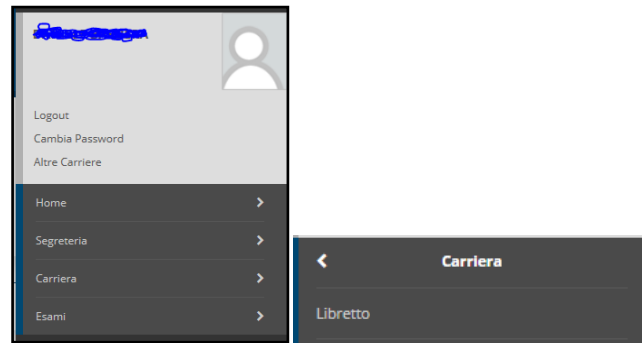 Logout
Cambia Password
Altre Carriere
Home
Segreteria
Carriera
Esami
Carriera
Libretto